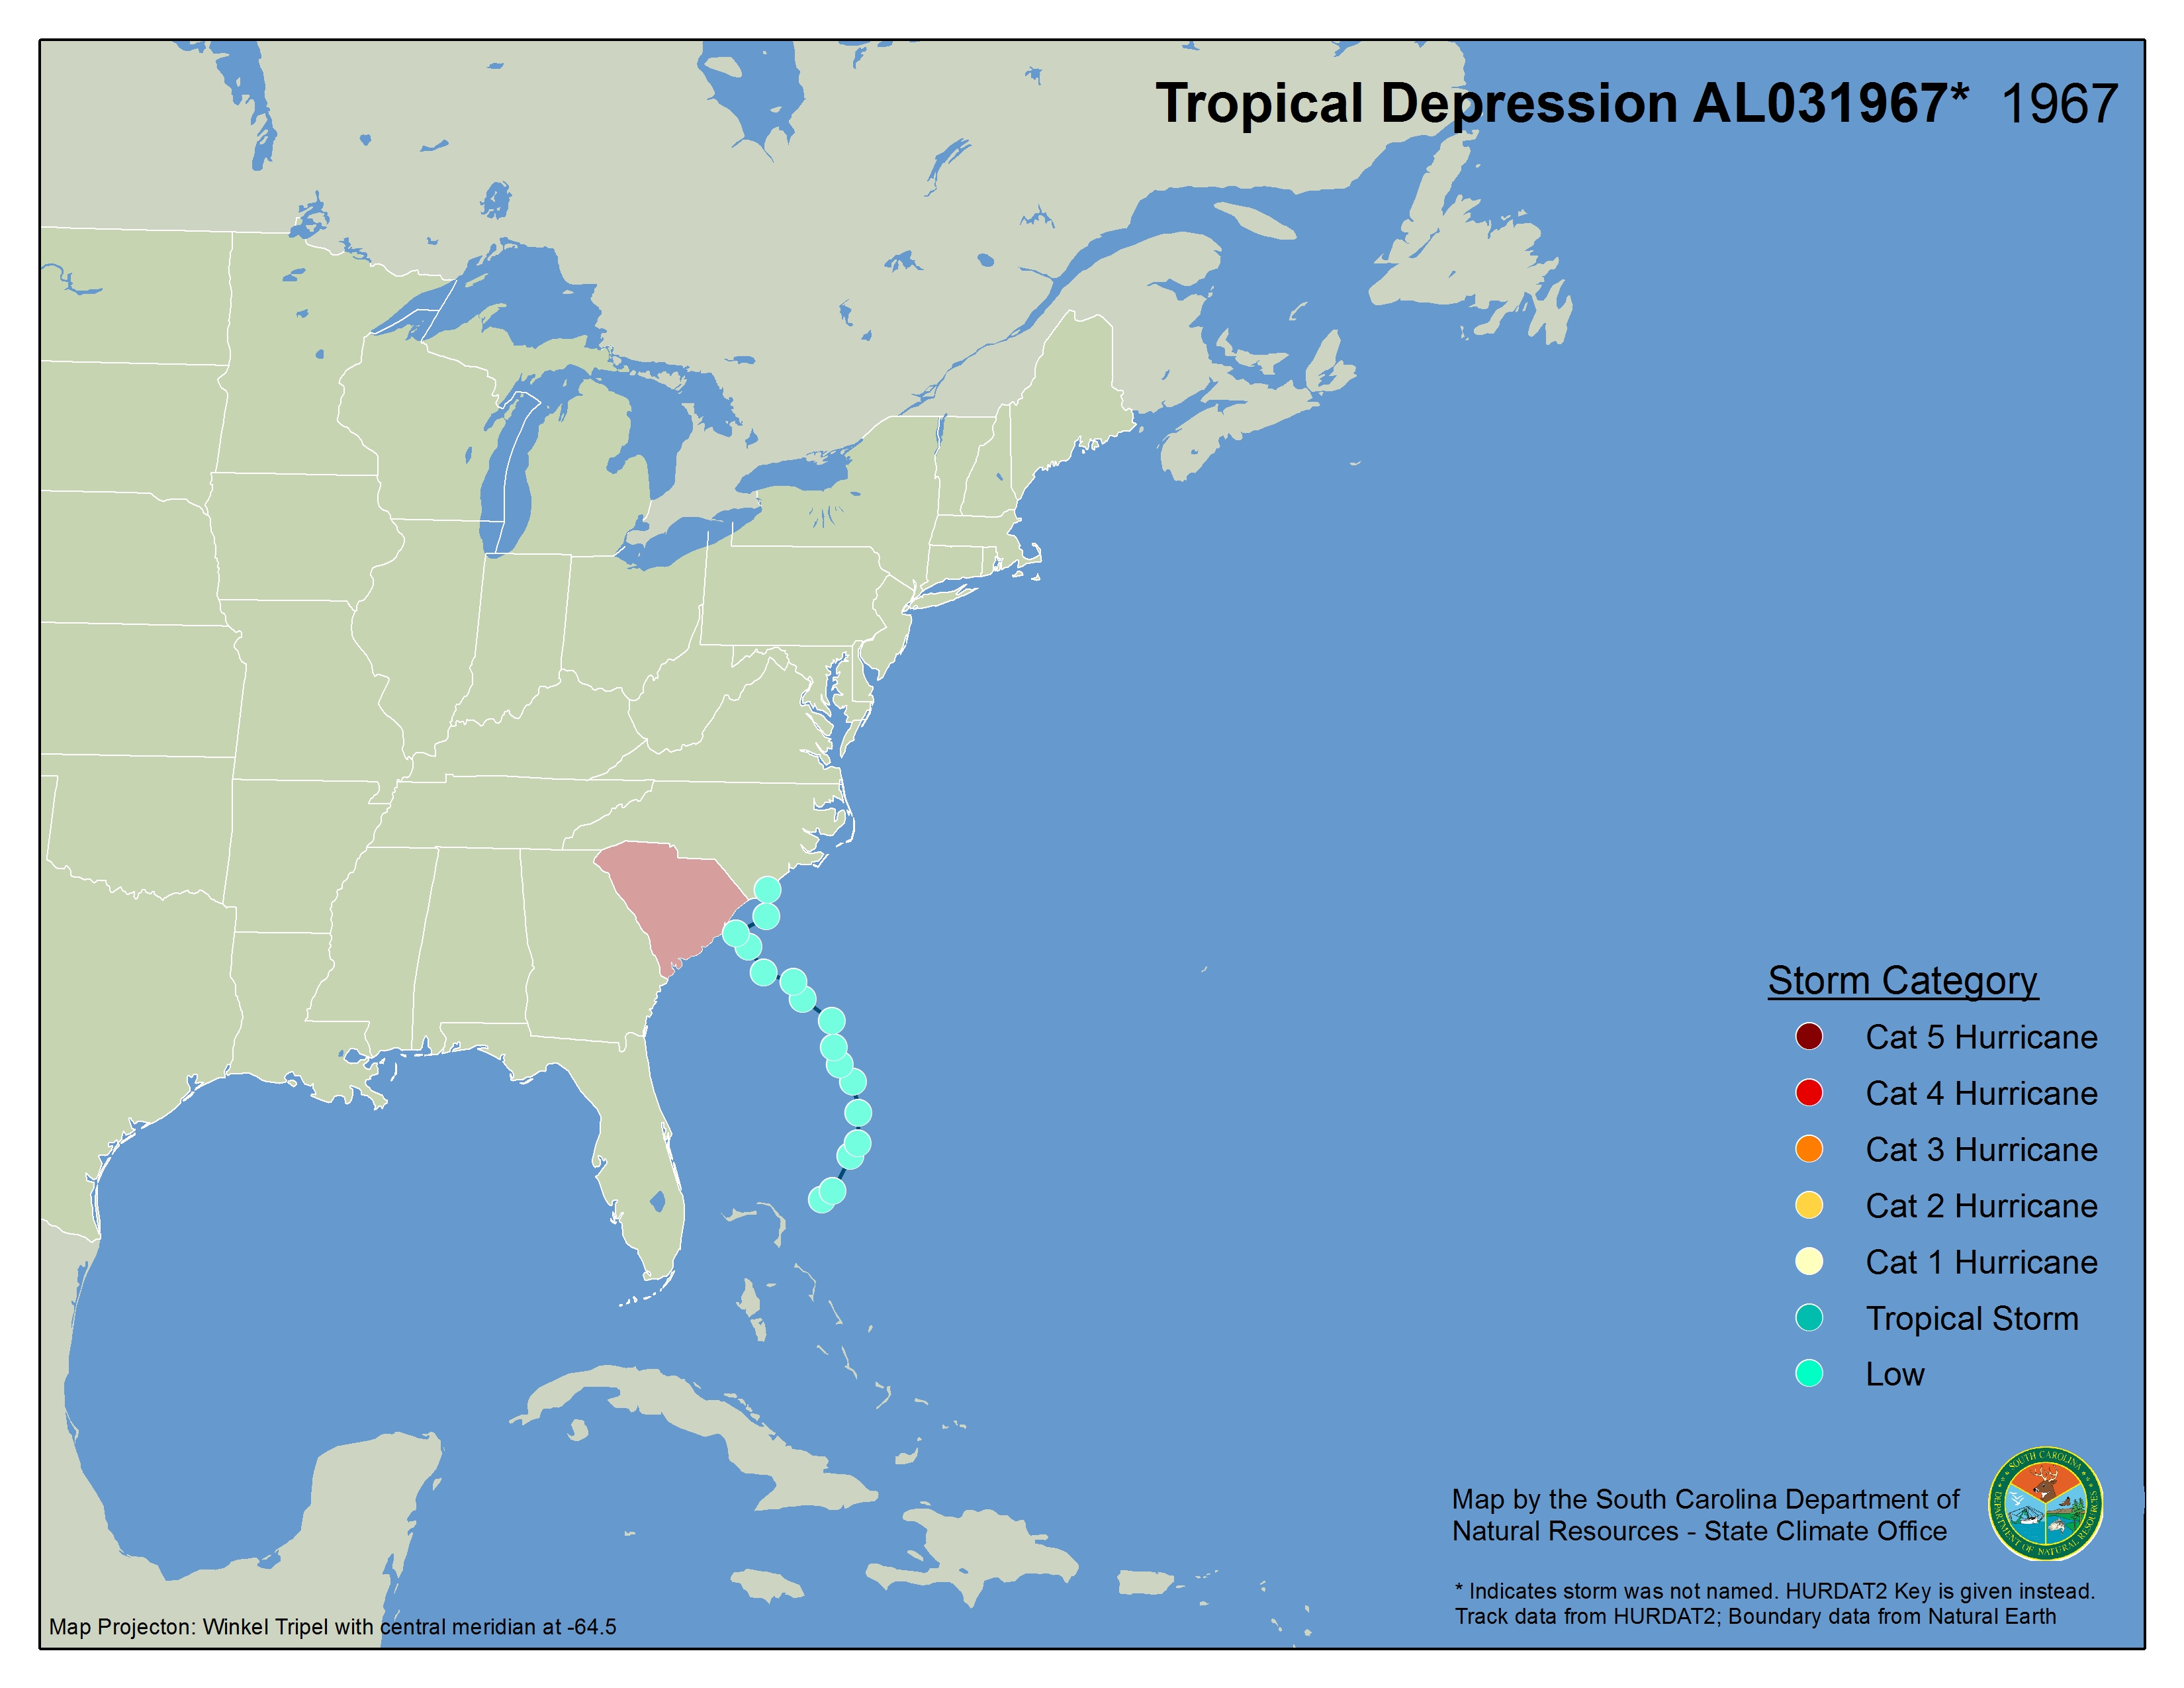 Tropical Depression AL031967* 1967
Storm Category
Cat 5 Hurricane
Cat 4 Hurricane
Cat 3 Hurricane
Cat 2 Hurricane
Cat 1 Hurricane
Tropical Storm
Low
Map by the South Carolina Department of
Natural Resources - State Climate Office
SOUTH CAROLINA
DEPARTMENT OF NATURAL RESOURCES
* Indicates storm was not named. HURDAT2 Key is given instead.
Track data from HURDAT2; Boundary data from Natural Earth
Map Projecton: Winkel Tripel with central meridian at -64.5